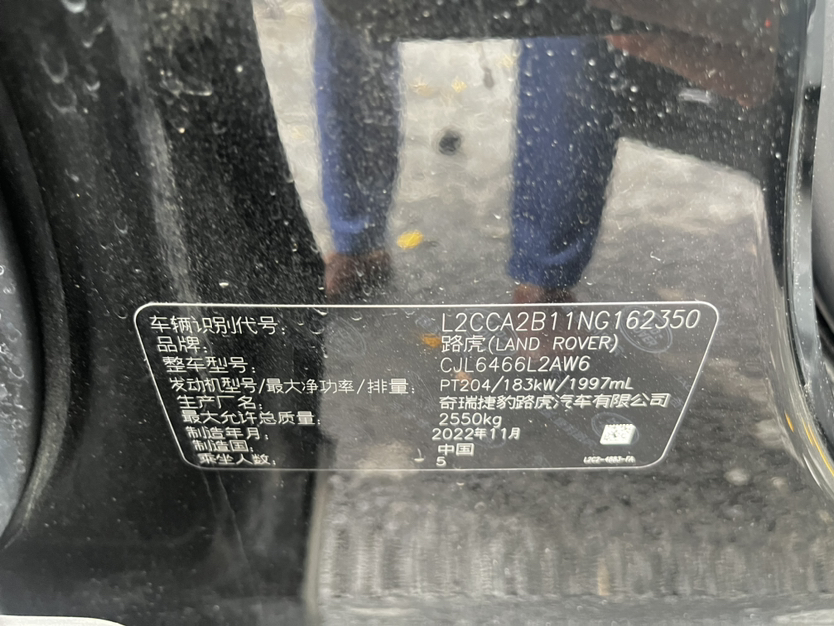 车辆识别代号: L2CCA2B11NG162350
品牌: 路虎(LAND ROVER)
整车型号: CJL6466L2AW6
发动机型号/最大净功率/排量: PT204/183kW/1997mL
生产厂名: 奇瑞捷豹路虎汽车有限公司
最大允许总质量: 2550kg
制造年月: 2022年11月
制造国: 中国
乘坐人数: 5
L2C2-4883-FA